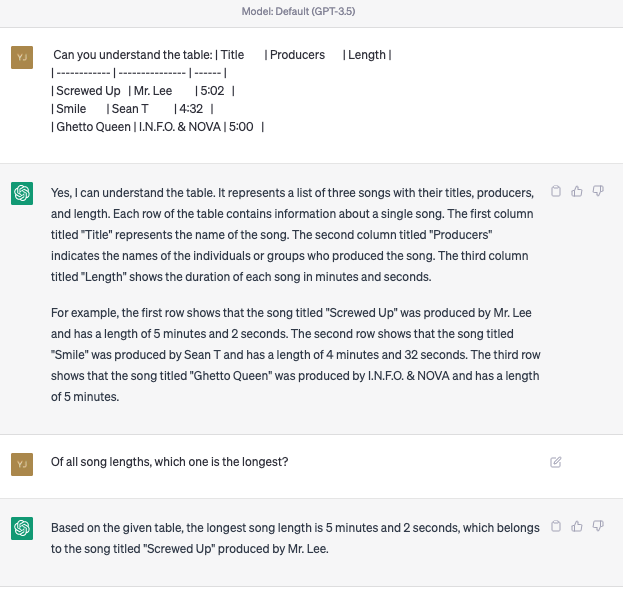 Model: Default (GPT-3.5)
YJ
Can you understand the table: | Title | Producers | Length |
| ------------ | --------------- | ------ |
| Screwed Up | Mr. Lee | 5:02 |
| Smile | Sean T | 4:32 |
| Ghetto Queen | I.N.F.O. & NOVA | 5:00 |
Yes, I can understand the table. It represents a list of three songs with their titles, producers,
and length. Each row of the table contains information about a single song. The first column
titled "Title" represents the name of the song. The second column titled "Producers"
indicates the names of the individuals or groups who produced the song. The third column
titled "Length" shows the duration of each song in minutes and seconds.
For example, the first row shows that the song titled "Screwed Up" was produced by Mr. Lee
and has a length of 5 minutes and 2 seconds. The second row shows that the song titled
"Smile" was produced by Sean T and has a length of 4 minutes and 32 seconds. The third row
shows that the song titled "Ghetto Queen" was produced by I.N.F.O. & NOVA and has a length
of 5 minutes.
YJ
Of all song lengths, which one is the longest?
Based on the given table, the longest song length is 5 minutes and 2 seconds, which belongs
to the song titled "Screwed Up" produced by Mr. Lee.